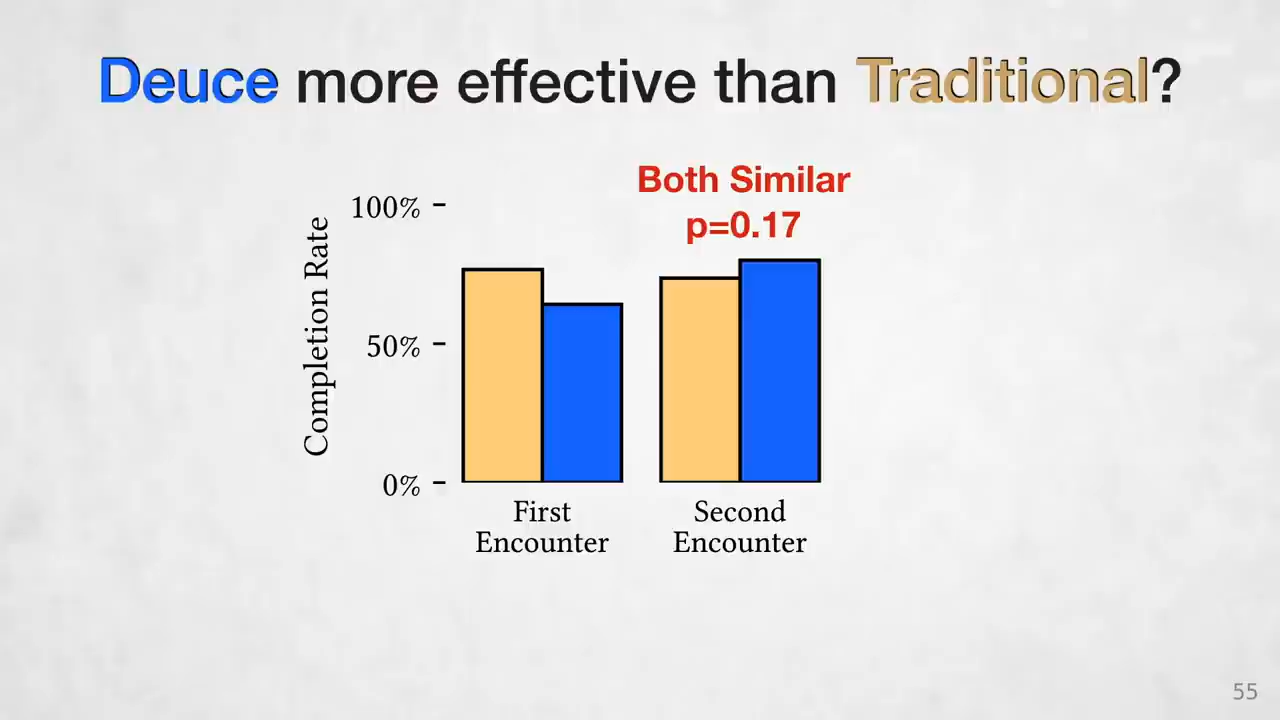 Deuce more effective than Traditional?
Both Similar
p=0.17
Completion Rate
100%
50%
0%
First
Encounter
Second
Encounter
55